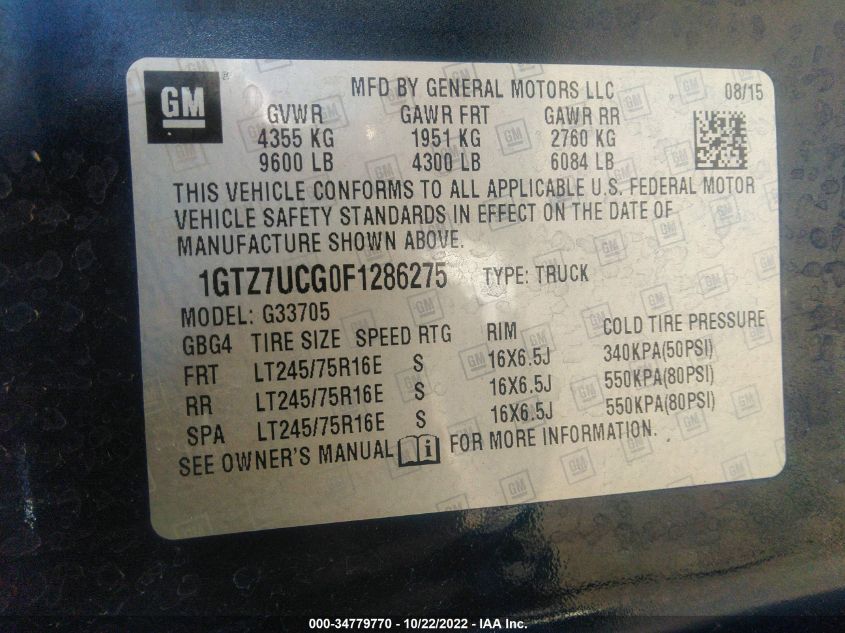 GM ®
MFD BY GENERAL MOTORS LLC 08/15
GVWR GAWR FRT GAWR RR
4355 KG 1951 KG 2760 KG
9600 LB 4300 LB 6084 LB
THIS VEHICLE CONFORMS TO ALL APPLICABLE U.S. FEDERAL MOTOR
VEHICLE SAFETY STANDARDS IN EFFECT ON THE DATE OF
MANUFACTURE SHOWN ABOVE.
1GTZ7UCG0F1286275 TYPE: TRUCK
MODEL: G33705
GBG4 TIRE SIZE SPEED RTG RIM COLD TIRE PRESSURE
FRT LT245/75R16E S 16X6.5J 340KPA(50PSI)
RR LT245/75R16E S 16X6.5J 550KPA(80PSI)
SPA LT245/75R16E S 16X6.5J 550KPA(80PSI)
SEE OWNER'S MANUAL i FOR MORE INFORMATION.
000-34779770 - 10/22/2022 - IAA Inc.